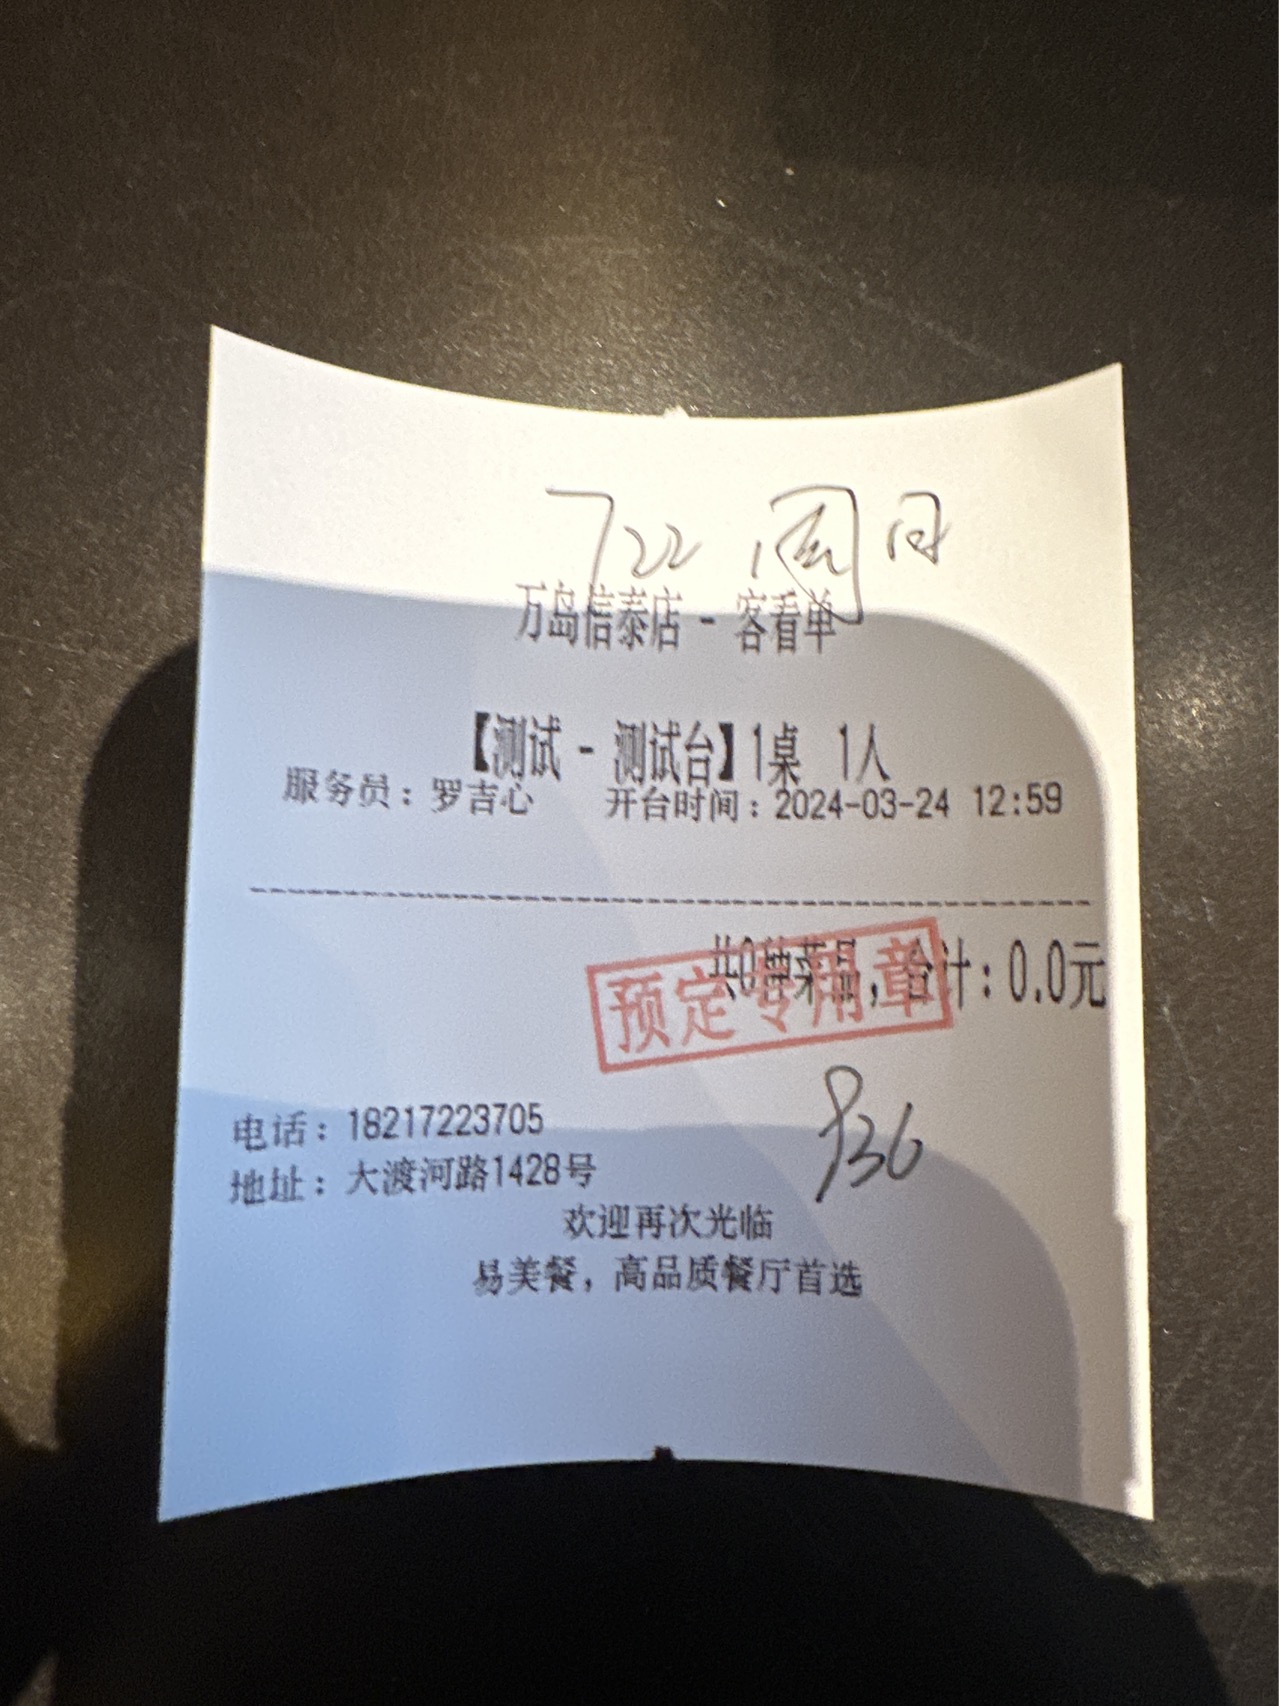 722 周日
万岛信泰店 - 客看单
【测试 - 测试台】1桌 1人
服务员：罗吉心 开台时间：2024-03-24 12:59
共0种菜品，合计：0.0元
预定专用章
936
电话：18217223705
地址：大渡河路1428号
欢迎再次光临
易美餐，高品质餐厅首选